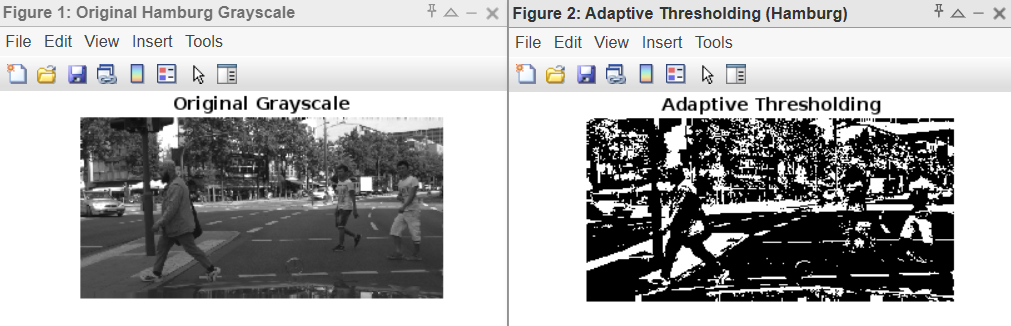 Figure 1: Original Hamburg Grayscale
File Edit View Insert Tools
Original Grayscale
Figure 2: Adaptive Thresholding (Hamburg)
File Edit View Insert Tools
Adaptive Thresholding